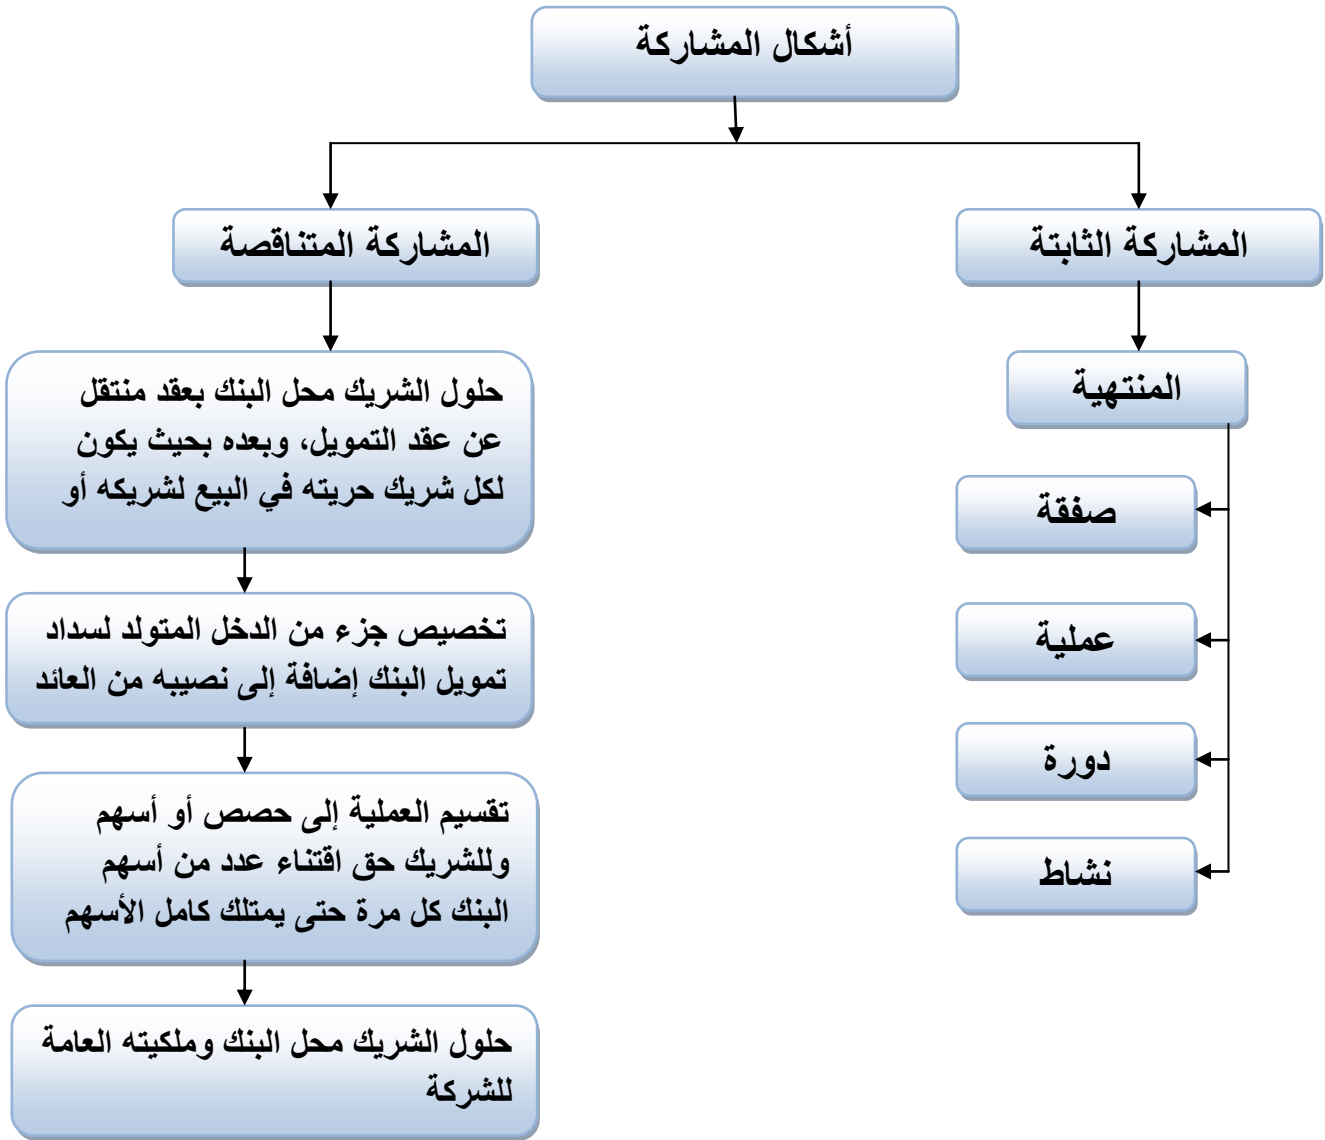 أشكال المشاركة
المشاركة الثابتة
المشاركة المتناقصة
المنتهية
صفقة
عملية
دورة
نشاط
حلول الشريك محل البنك بعقد منتقل
عن عقد التمويل، وبعده بحيث يكون
لكل شريك حريته في البيع لشريكه أو
تخصيص جزء من الدخل المتولد لسداد
تمويل البنك إضافة إلى نصيبه من العائد
تقسيم العملية إلى حصص أو أسهم
وللشريك حق اقتناء عدد من أسهم
البنك كل مرة حتى يمتلك كامل الأسهم
حلول الشريك محل البنك وملكيته العامة
للشركة